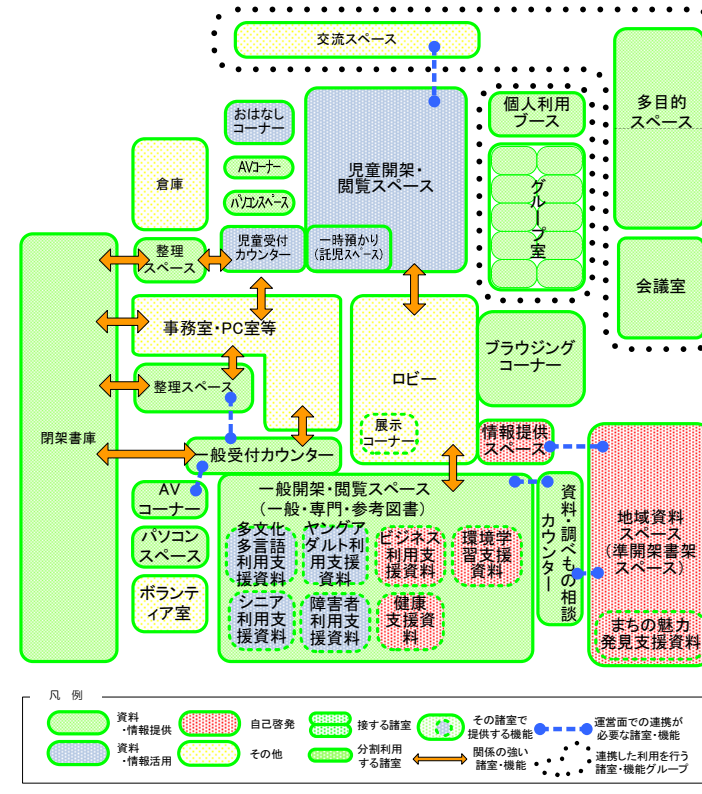 交流スペース
多目的
スペース
個人利用
ブース
おはなし
コーナー
児童開架・
閲覧スペース
AVコーナー
倉庫
グループ室
パソコンスペース
児童受付
カウンター
一時預かり
(託児スペース)
整理
スペース
会議室
事務室・PC室等
ブラウジング
コーナー
ロビー
整理スペース
展示
コーナー
情報提供
スペース
閉架書庫
一般受付カウンター
AV
コーナー
一般開架・閲覧スペース
(一般・専門・参考図書)
資料・調べもの相談
カウンター
地域資料
スペース
(準開架書架
スペース)
パソコン
スペース
多文化
多言語
利用支
援資料
ヤングア
ダルト利
用支援
資料
ビジネス
利用支
援資料
環境学
習支援
資料
ボランテ
ィア室
シニア
利用支
援資料
障害者
利用支
援資料
健康
支援資
料
まちの魅力
発見支援資料
凡 例
資料
・情報提供
自己啓発
接する諸室
その諸室で
提供する機能
運営面での連携が
必要な諸室・機能
資料
・情報活用
その他
分割利用
する諸室
関係の強い
諸室・機能
連携した利用を行う
諸室・機能グループ